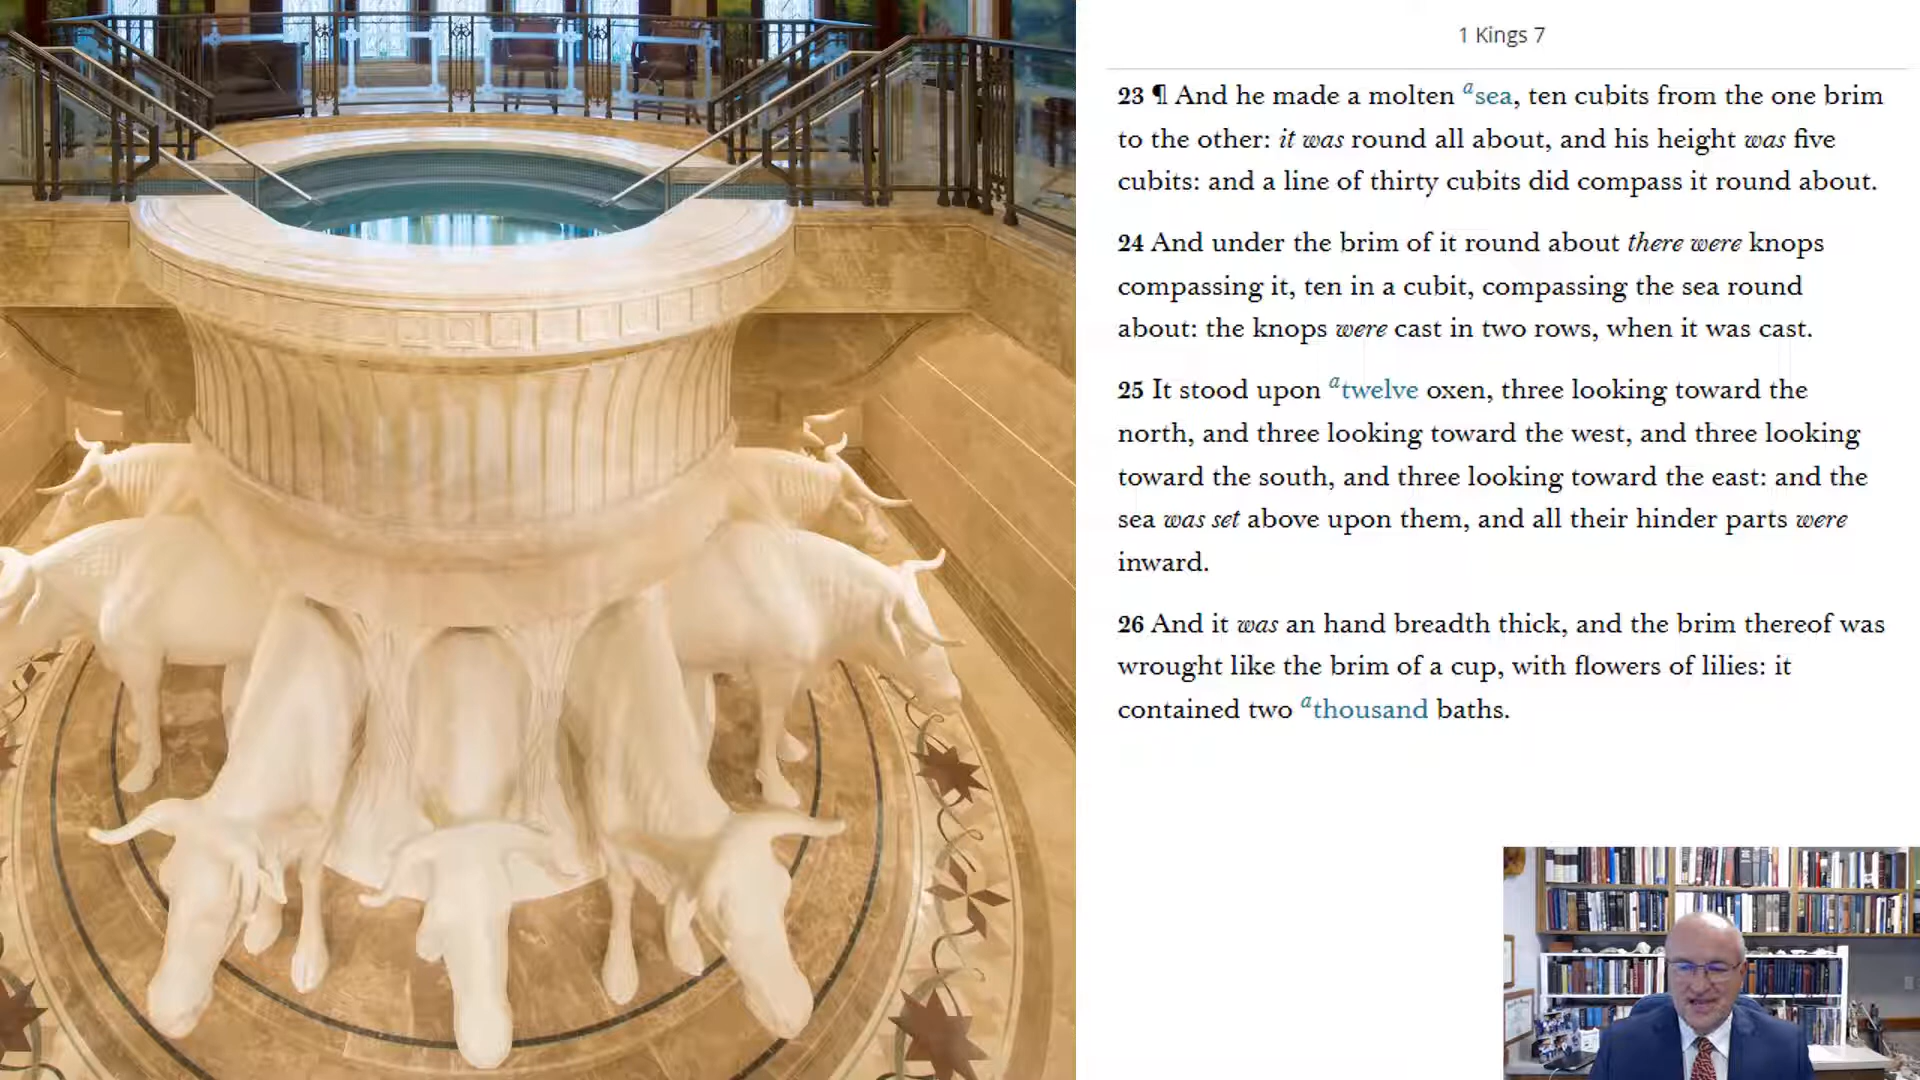 1 Kings 7
23 ¶ And he made a molten a sea, ten cubits from the one brim
to the other: it was round all about, and his height was five
cubits: and a line of thirty cubits did compass it round about.
24 And under the brim of it round about there were knops
compassing it, ten in a cubit, compassing the sea round
about: the knops were cast in two rows, when it was cast.
25 It stood upon a twelve oxen, three looking toward the
north, and three looking toward the west, and three looking
toward the south, and three looking toward the east: and the
sea was set above upon them, and all their hinder parts were
inward.
26 And it was an hand breadth thick, and the brim thereof was
wrought like the brim of a cup, with flowers of lilies: it
contained two a thousand baths.